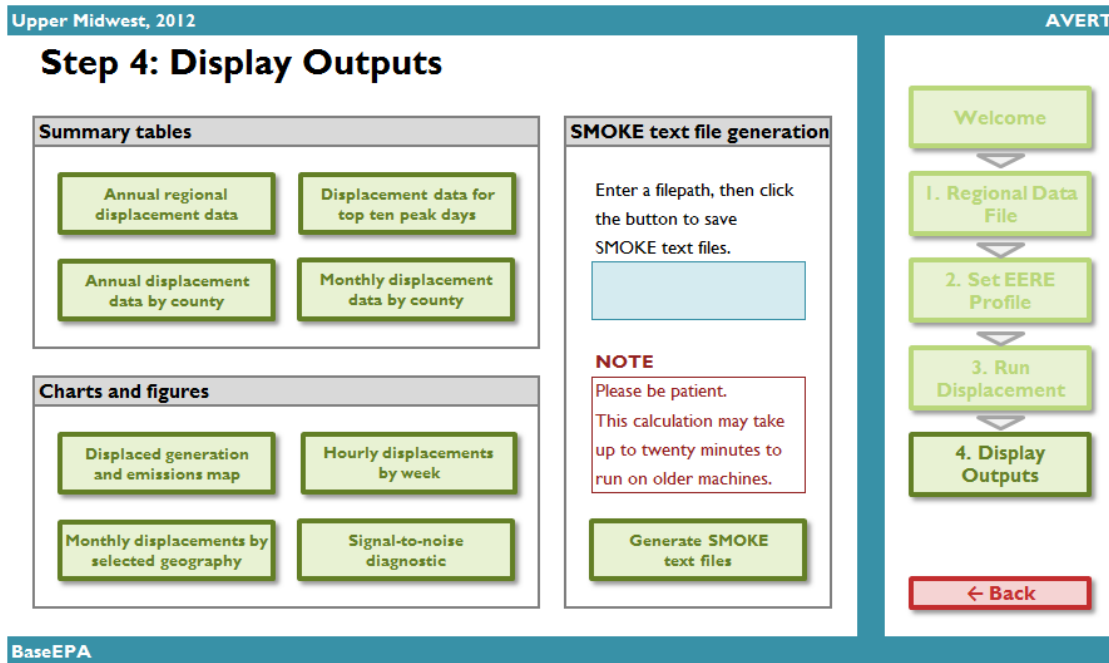 Upper Midwest, 2012
AVERT
Step 4: Display Outputs
Summary tables
Annual regional
displacement data
Displacement data for
top ten peak days
Annual displacement
data by county
Monthly displacement
data by county
Charts and figures
Displaced generation
and emissions map
Hourly displacements
by week
Monthly displacements by
selected geography
Signal-to-noise
diagnostic
SMOKE text file generation
Enter a filepath, then click
the button to save
SMOKE text files.
NOTE
Please be patient.
This calculation may take
up to twenty minutes to
run on older machines.
Generate SMOKE
text files
Welcome
1. Regional Data
File
2. Set EERE
Profile
3. Run
Displacement
4. Display
Outputs
← Back
BaseEPA